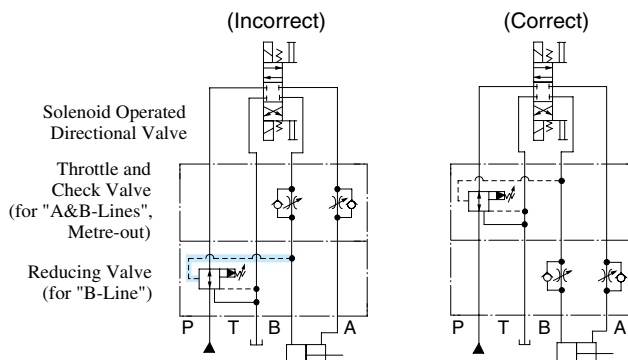 (Incorrect)
(Correct)
Solenoid Operated
Directional Valve
Throttle and
Check Valve
(for "A&B-Lines",
Metre-out)
Reducing Valve
(for "B-Line")
P T B A
P T B A